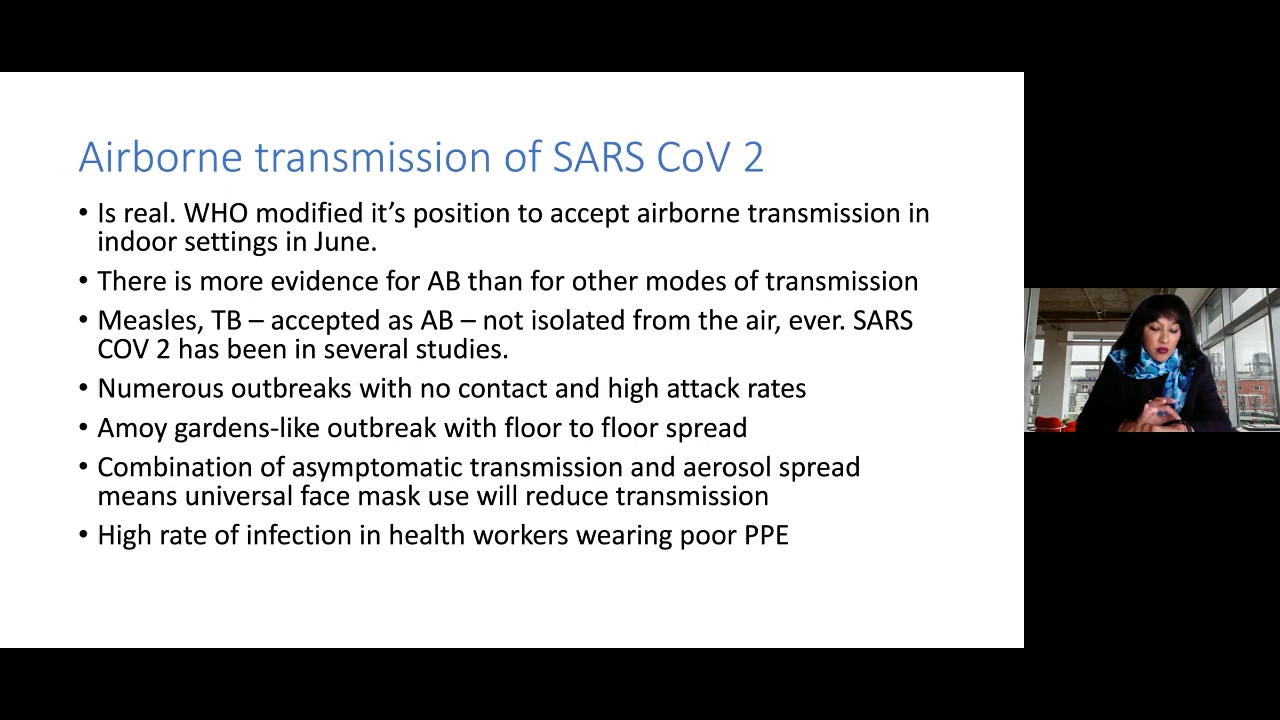 Airborne transmission of SARS CoV 2
• Is real. WHO modified it’s position to accept airborne transmission in
indoor settings in June.
• There is more evidence for AB than for other modes of transmission
• Measles, TB – accepted as AB – not isolated from the air, ever. SARS
COV 2 has been in several studies.
• Numerous outbreaks with no contact and high attack rates
• Amoy gardens-like outbreak with floor to floor spread
• Combination of asymptomatic transmission and aerosol spread
means universal face mask use will reduce transmission
• High rate of infection in health workers wearing poor PPE